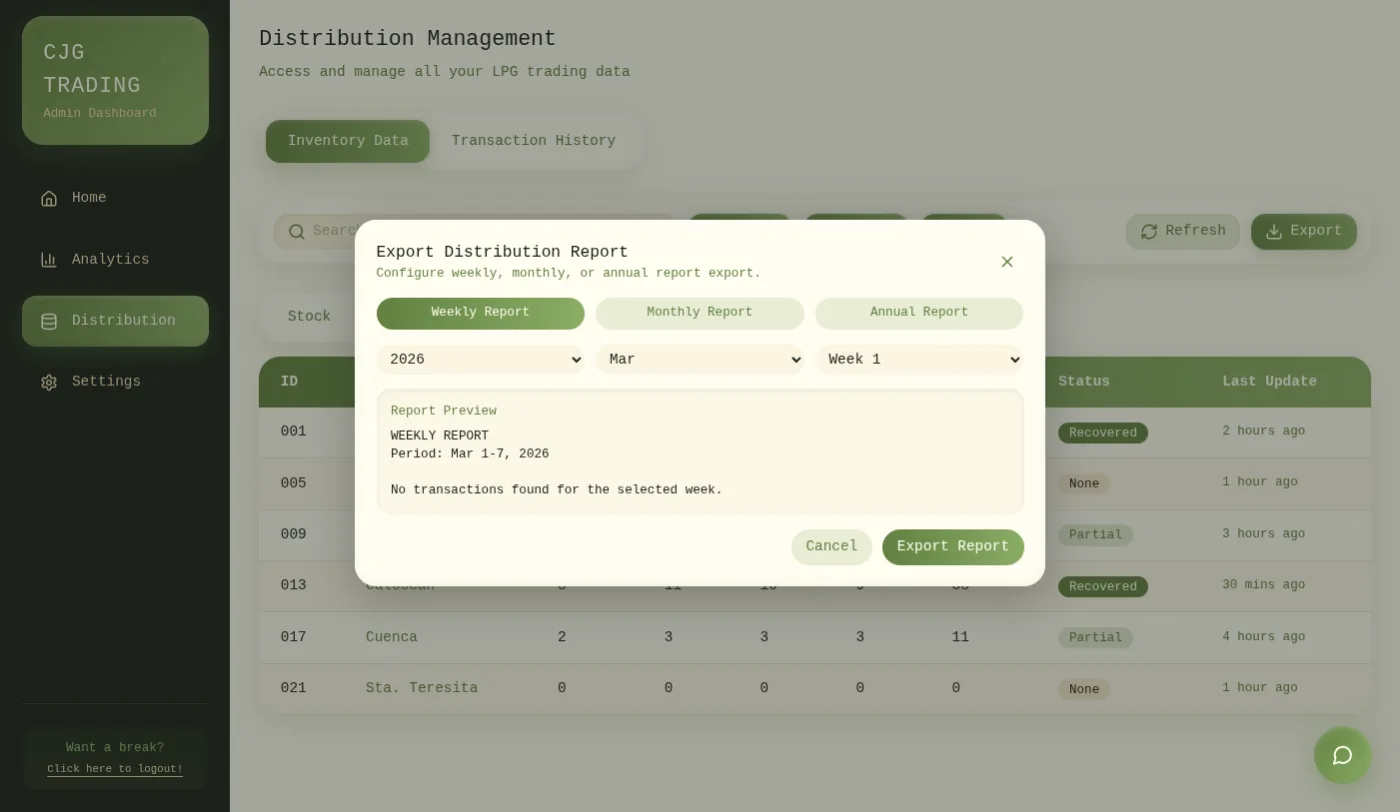 CJG
TRADING
Admin Dashboard
Home
Analytics
Distribution
Settings
Want a break?
Click here to logout!
Distribution Management
Access and manage all your LPG trading data
Inventory Data
Transaction History
Refresh
Export
Stock
Export Distribution Report
Configure weekly, monthly, or annual report export.
Weekly Report
Monthly Report
Annual Report
2026
Mar
Week 1
Report Preview
WEEKLY REPORT
Period: Mar 1-7, 2026
No transactions found for the selected week.
Cancel
Export Report
ID Status Last Update
001 Recovered 2 hours ago
005 None 1 hour ago
009 Partial 3 hours ago
013 Recovered 30 mins ago
017 Cuenca 2 3 3 3 11 Partial 4 hours ago
021 Sta. Teresita 0 0 0 0 0 None 1 hour ago